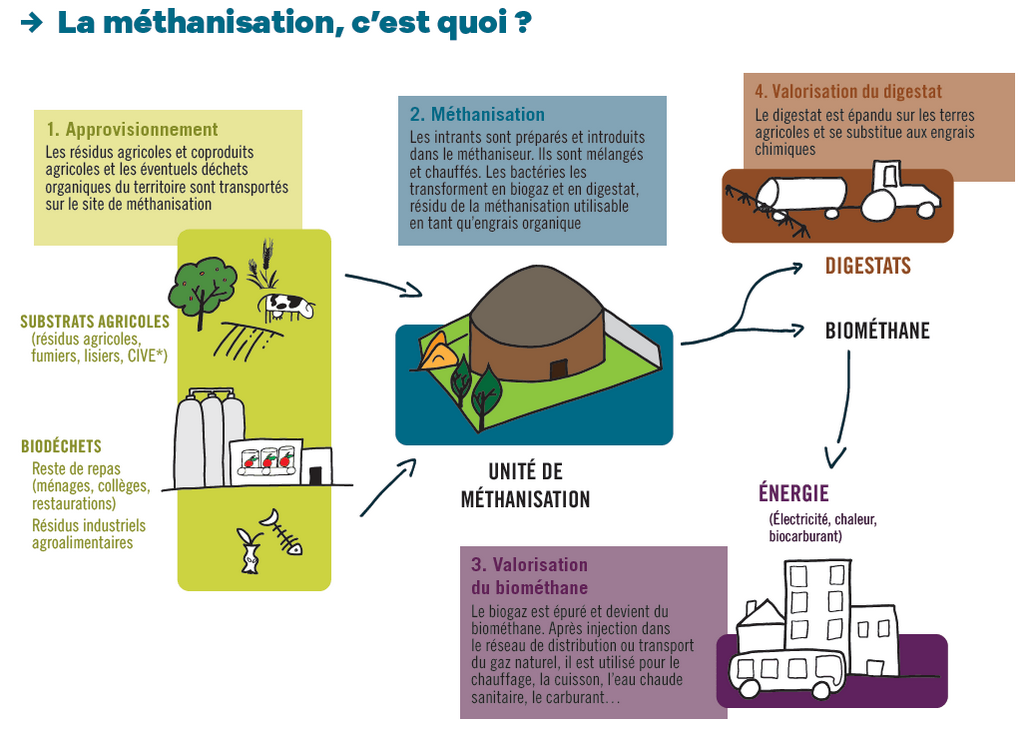 → La méthanisation, c’est quoi ?
1. Approvisionnement
Les résidus agricoles et coproduits
agricoles et les éventuels déchets
organiques du territoire sont transportés
sur le site de méthanisation
SUBSTRATS AGRICOLES
(résidus agricoles,
fumiers, lisiers, CIVE*)
BIODÉCHETS
Reste de repas
(ménages, collèges,
restaurations)
Résidus industriels
agroalimentaires
2. Méthanisation
Les intrants sont préparés et introduits
dans le méthaniseur. Ils sont mélangés
et chauffés. Les bactéries les
transforment en biogaz et en digestat,
résidu de la méthanisation utilisable
en tant qu’engrais organique
UNITÉ DE
MÉTHANISATION
4. Valorisation du digestat
Le digestat est épandu sur les terres
agricoles et se substitue aux engrais
chimiques
DIGESTATS
BIOMÉTHANE
ÉNERGIE
(Électricité, chaleur,
biocarburant)
3. Valorisation
du biométhane
Le biogaz est épuré et devient du
biométhane. Après injection dans
le réseau de distribution ou transport
du gaz naturel, il est utilisé pour le
chauffage, la cuisson, l’eau chaude
sanitaire, le carburant…